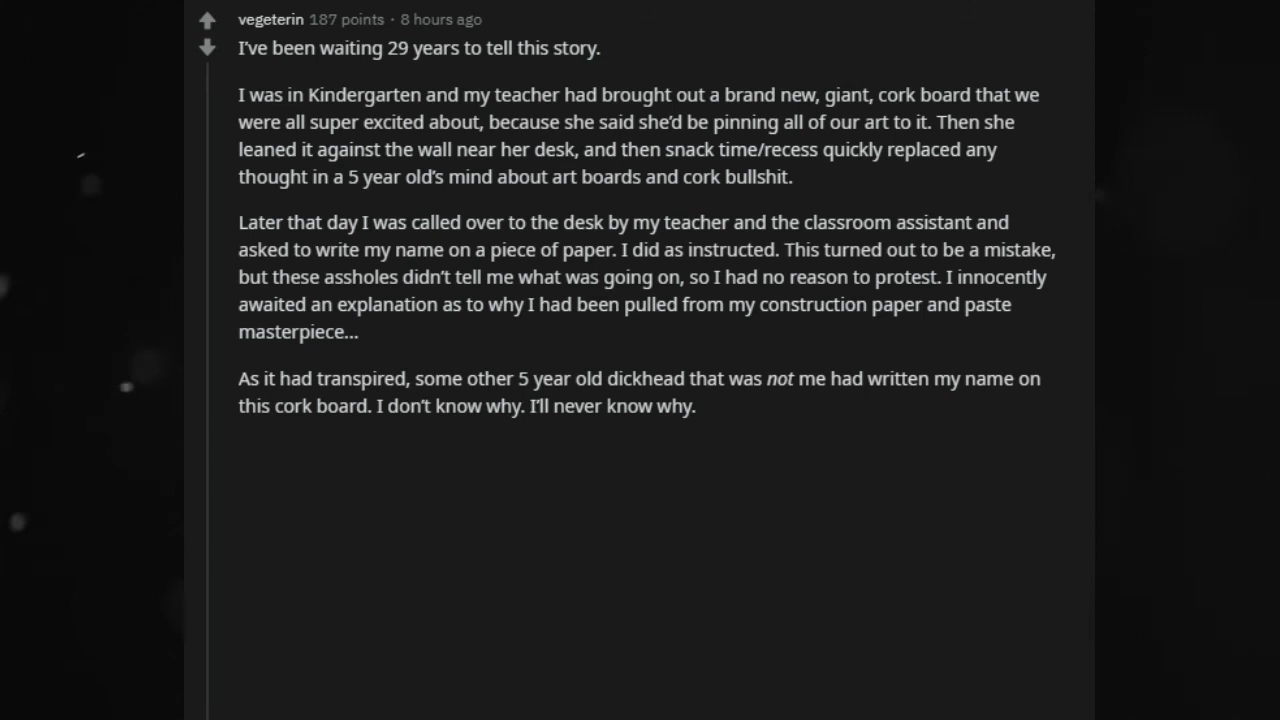 vegeterin 187 points · 8 hours ago
I've been waiting 29 years to tell this story.
I was in Kindergarten and my teacher had brought out a brand new, giant, cork board that we
were all super excited about, because she said she'd be pinning all of our art to it. Then she
leaned it against the wall near her desk, and then snack time/recess quickly replaced any
thought in a 5 year old's mind about art boards and cork bullshit.
Later that day I was called over to the desk by my teacher and the classroom assistant and
asked to write my name on a piece of paper. I did as instructed. This turned out to be a mistake,
but these assholes didn't tell me what was going on, so I had no reason to protest. I innocently
awaited an explanation as to why I had been pulled from my construction paper and paste
masterpiece...
As it had transpired, some other 5 year old dickhead that was not me had written my name on
this cork board. I don't know why. I'll never know why.